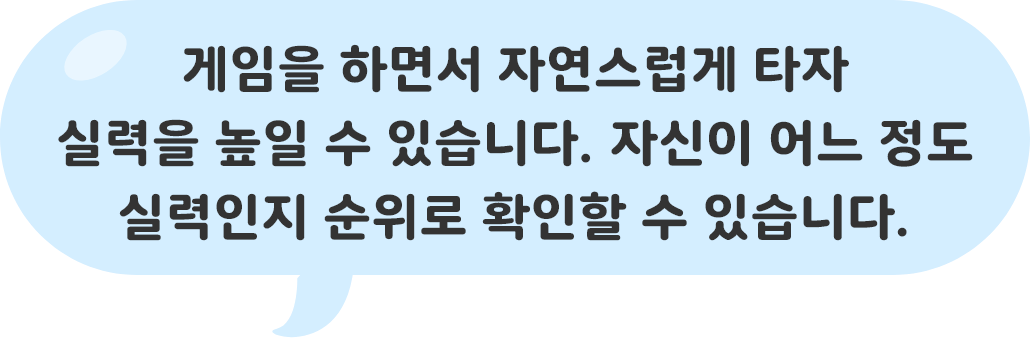 게임을 하면서 자연스럽게 타자
실력을 높일 수 있습니다. 자신이 어느 정도
실력인지 순위로 확인할 수 있습니다.